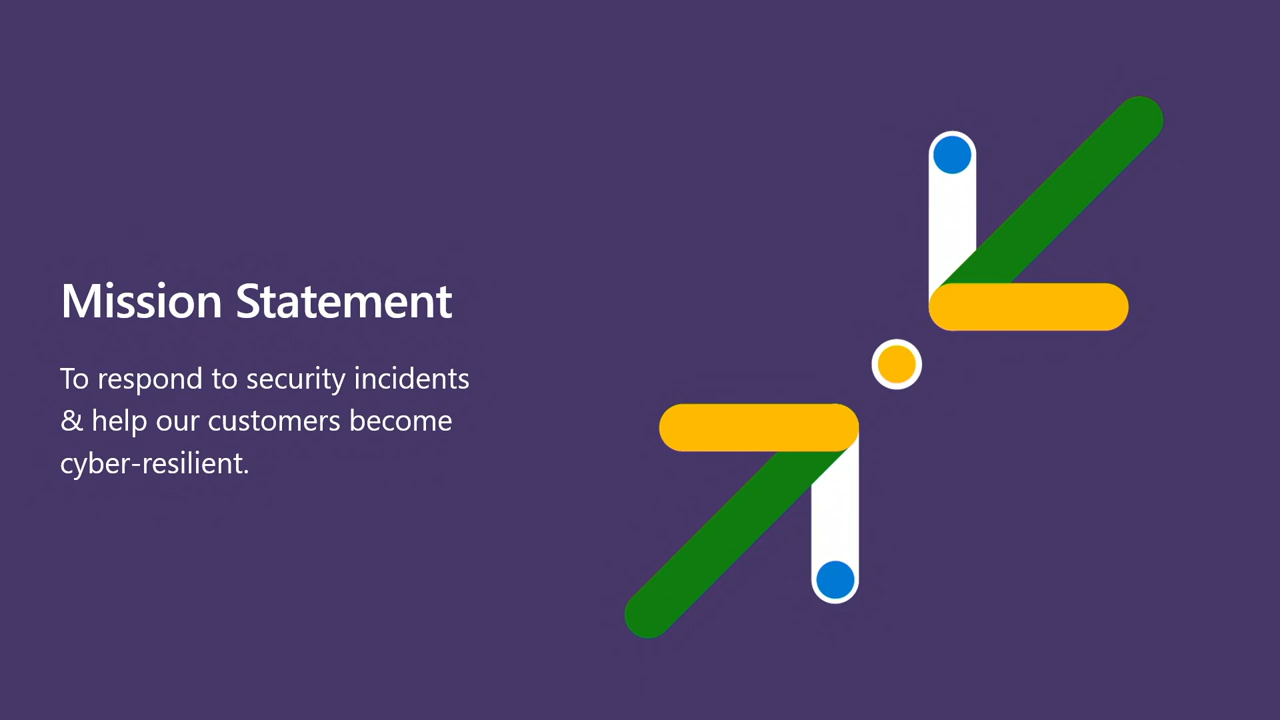 Mission Statement
To respond to security incidents
& help our customers become
cyber-resilient.